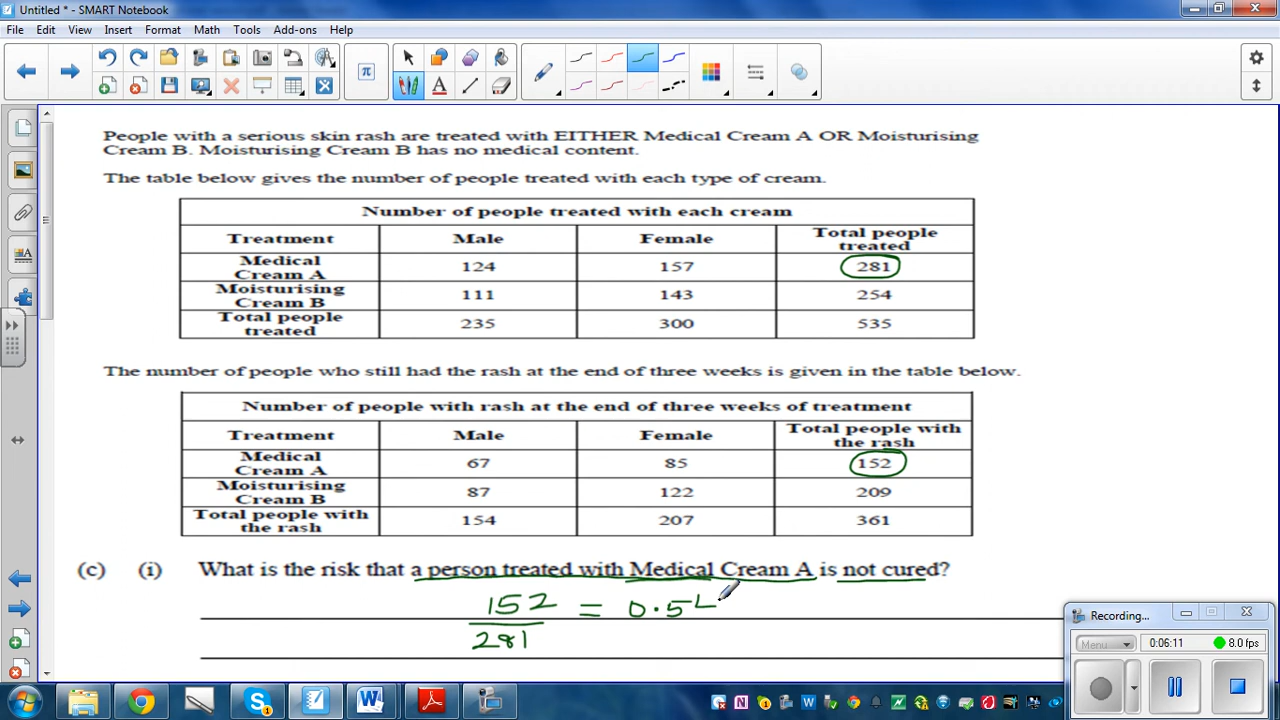 Untitled * - SMART Notebook
File Edit View Insert Format Math Tools Add-ons Help
π
A
People with a serious skin rash are treated with EITHER Medical Cream A OR Moisturising
Cream B. Moisturising Cream B has no medical content.
The table below gives the number of people treated with each type of cream.
Number of people treated with each cream
Treatment Male Female Total people treated
Medical Cream A 124 157 281
Moisturising Cream B 111 143 254
Total people treated 235 300 535
The number of people who still had the rash at the end of three weeks is given in the table below.
Number of people with rash at the end of three weeks of treatment
Treatment Male Female Total people with the rash
Medical Cream A 67 85 152
Moisturising Cream B 87 122 209
Total people with the rash 154 207 361
(c) (i) What is the risk that a person treated with Medical Cream A is not cured?
152 = 0.5
281
Recording...
Menu 0:06:11 8.0 fps